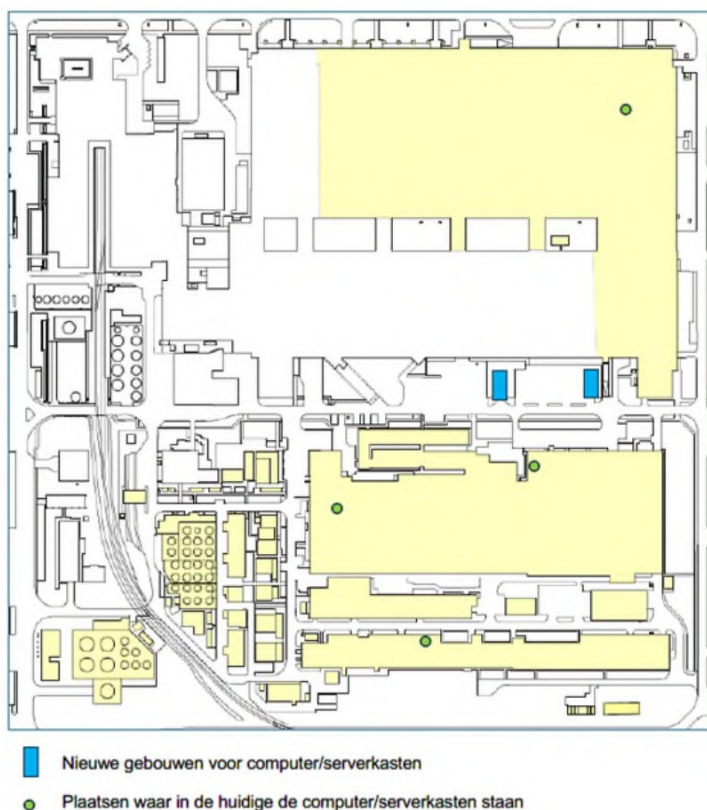 Nieuwe gebouwen voor computer/serverkasten
Plaatsen waar in de huidige de computer/serverkasten staan